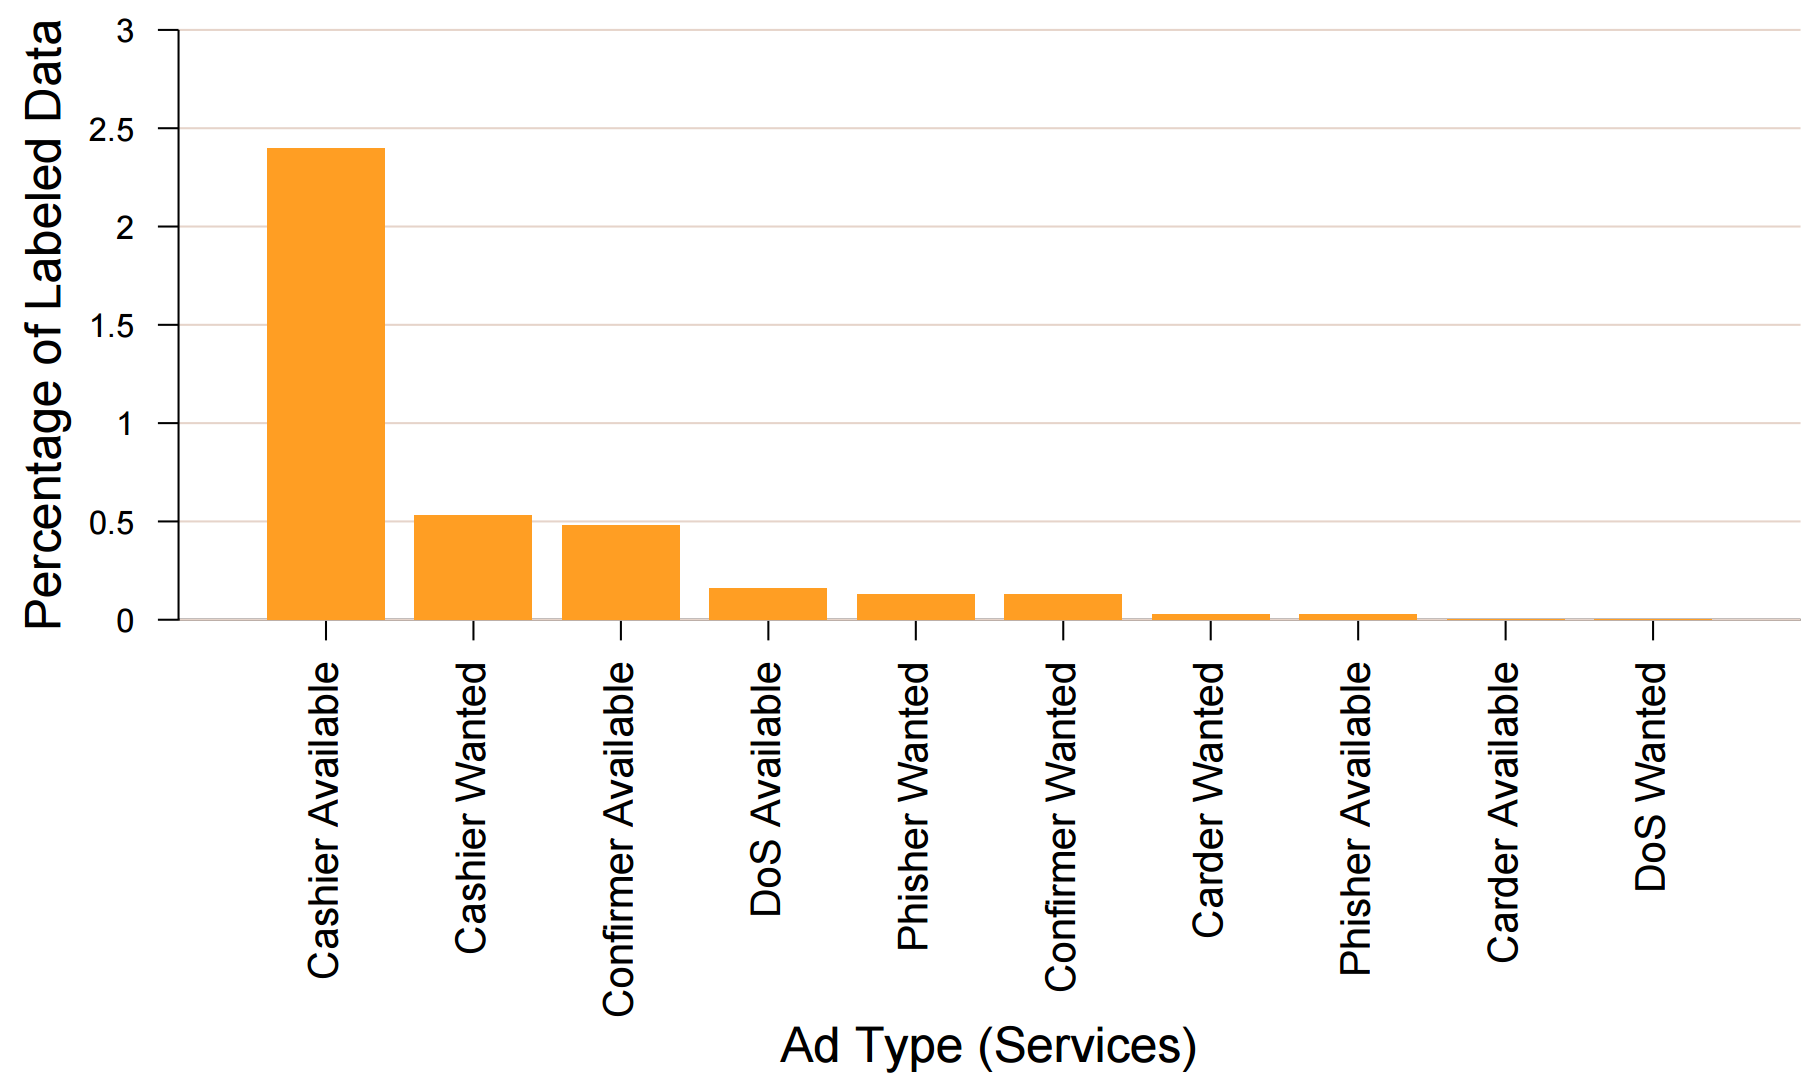 Percentage of Labeled Data
3
2.5
2
1.5
1
0.5
0
Cashier Available
Cashier Wanted
Confirmer Available
DoS Available
Phisher Wanted
Confirmer Wanted
Carder Wanted
Phisher Available
Carder Available
DoS Wanted
Ad Type (Services)